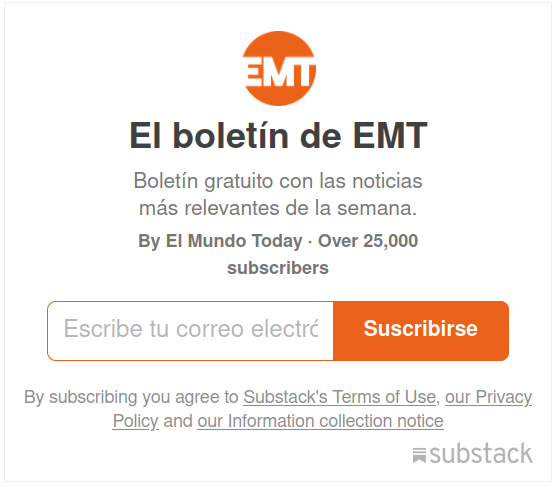 EMT
El boletín de EMT
Boletín gratuito con las noticias
más relevantes de la semana.
By El Mundo Today · Over 25,000
subscribers
Escribe tu correo electró
Suscribirse
By subscribing you agree to Substack's Terms of Use, our Privacy
Policy and our Information collection notice
substack